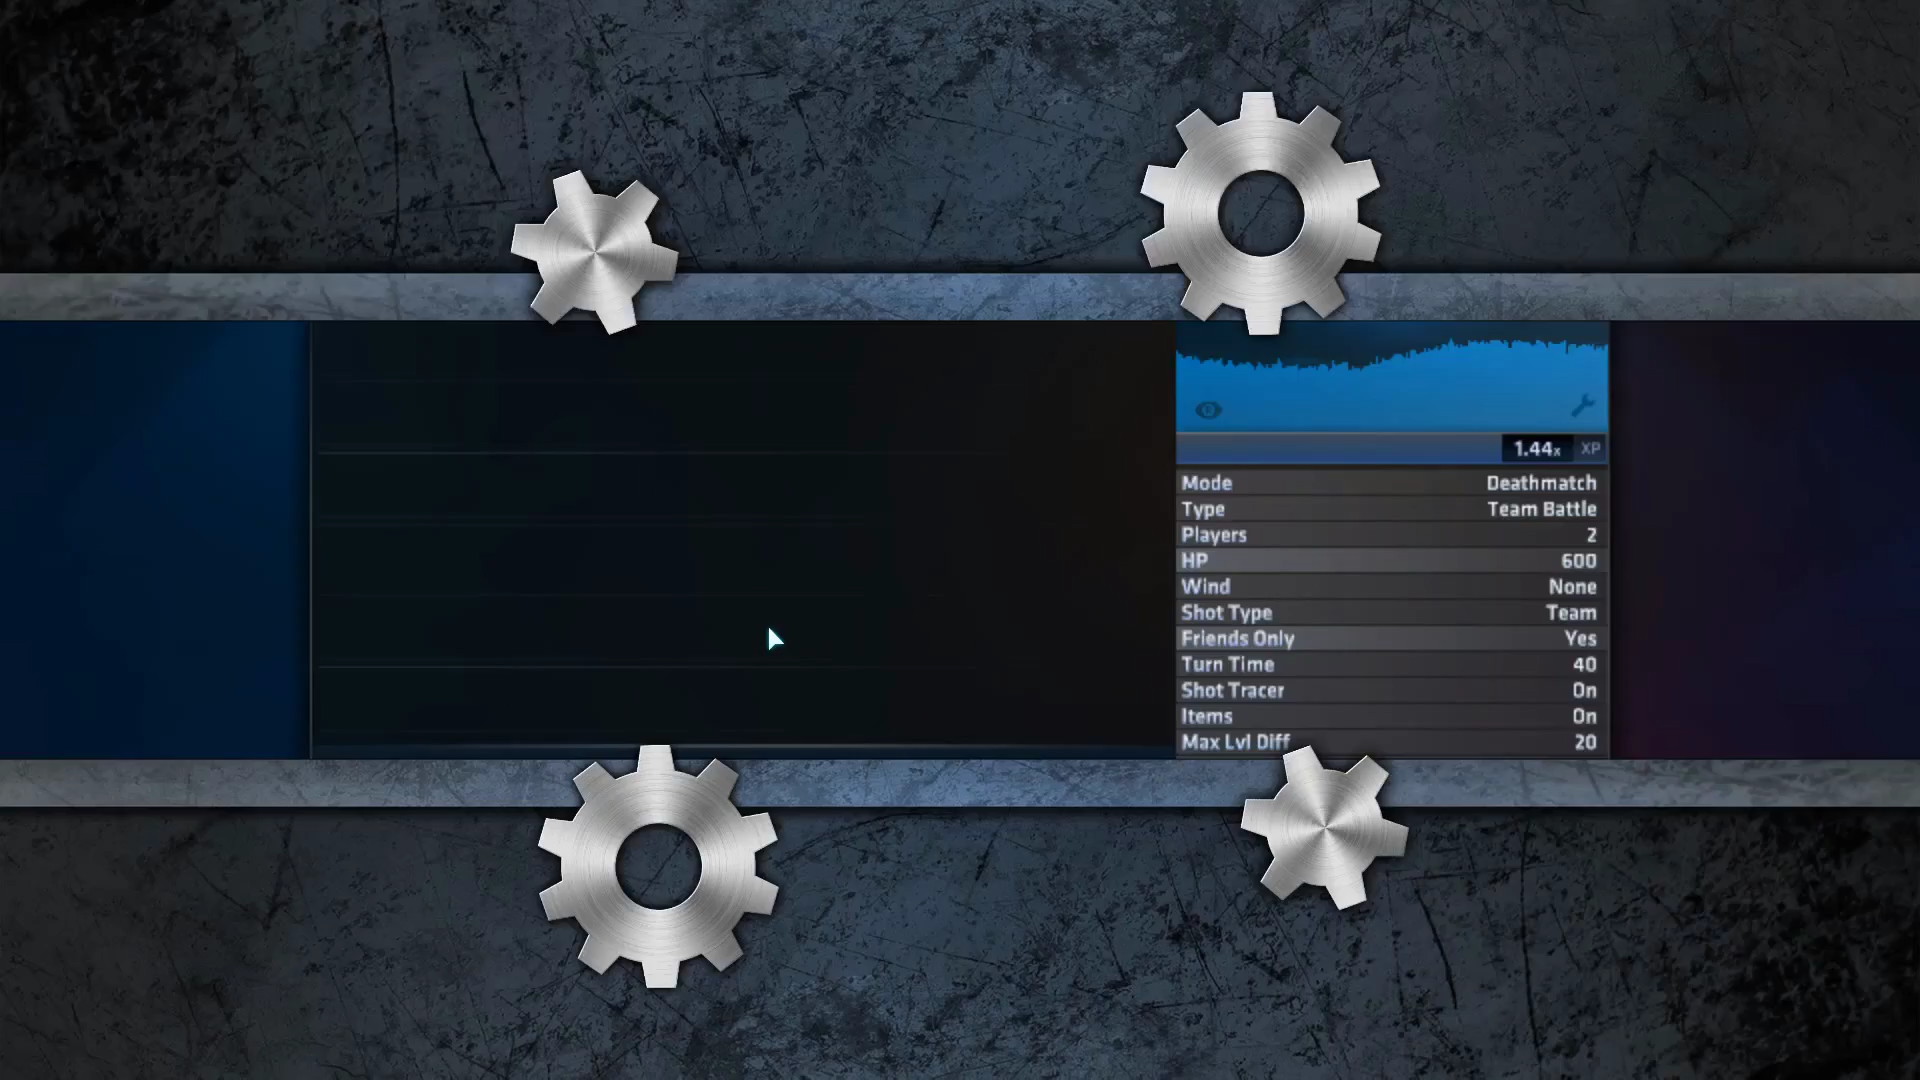 1.44x XP
Mode Deathmatch
Type Team Battle
Players 2
HP 600
Wind None
Shot Type Team
Friends Only Yes
Turn Time 40
Shot Tracer On
Items On
Max Lvl Diff 20